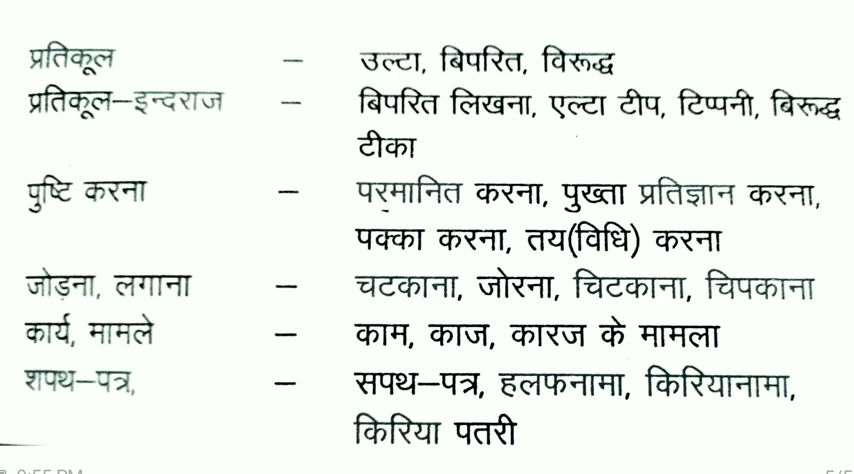 प्रतिकूल – उल्टा, बिपरित, विरूद्ध
प्रतिकूल–इन्दराज – बिपरित लिखना, एल्टा टीप, टिप्पनी, बिरूद्ध
टीका
पुष्टि करना – परमानित करना, पुख्ता प्रतिज्ञान करना,
पक्का करना, तय(विधि) करना
जोड़ना, लगाना – चटकाना, जोरना, चिटकाना, चिपकाना
कार्य, मामले – काम, काज, कारज के मामला
शपथ–पत्र, – सपथ–पत्र, हलफनामा, किरियानामा,
किरिया पतरी